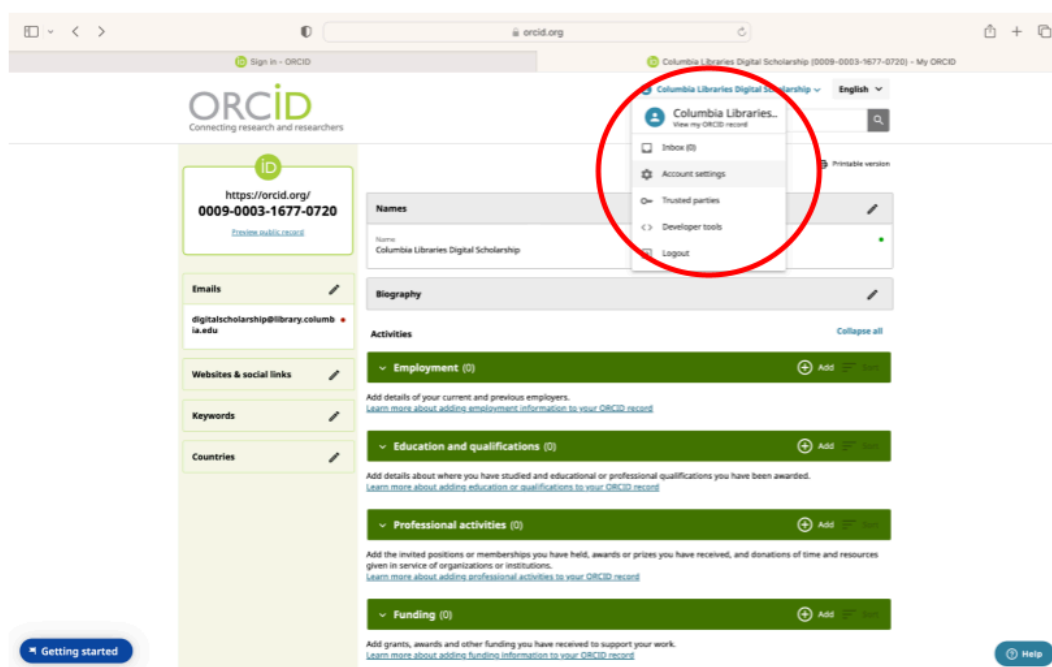 orcid.org
Sign in - ORCID
Columbia Libraries Digital Scholarship (0009-0003-1677-0720) - My ORCID
ORCID
Connecting research and researchers
Columbia Libraries Digital Scholarship
English
Columbia Libraries..
View my ORCID record
Inbox (0)
Account settings
Trusted parties
Developer tools
Logout
Printable version
iD
https://orcid.org/
0009-0003-1677-0720
Preview public record
Emails
digitalscholarship@library.columb
ia.edu
Websites & social links
Keywords
Countries
Names
Name
Columbia Libraries Digital Scholarship
Biography
Activities
Collapse all
Employment (0)
Add
Sort
Add details of your current and previous employers.
Learn more about adding employment information to your ORCID record
Education and qualifications (0)
Add
Sort
Add details about where you have studied and educational or professional qualifications you have been awarded.
Learn more about adding education or qualifications to your ORCID record
Professional activities (0)
Add
Sort
Add the invited positions or memberships you have held, awards or prizes you have received, and donations of time and resources
given in service of organizations or institutions.
Learn more about adding professional activities to your ORCID record
Funding (0)
Add
Sort
Add grants, awards and other funding you have received to support your work.
Learn more about adding funding information to your ORCID record
Getting started
Help